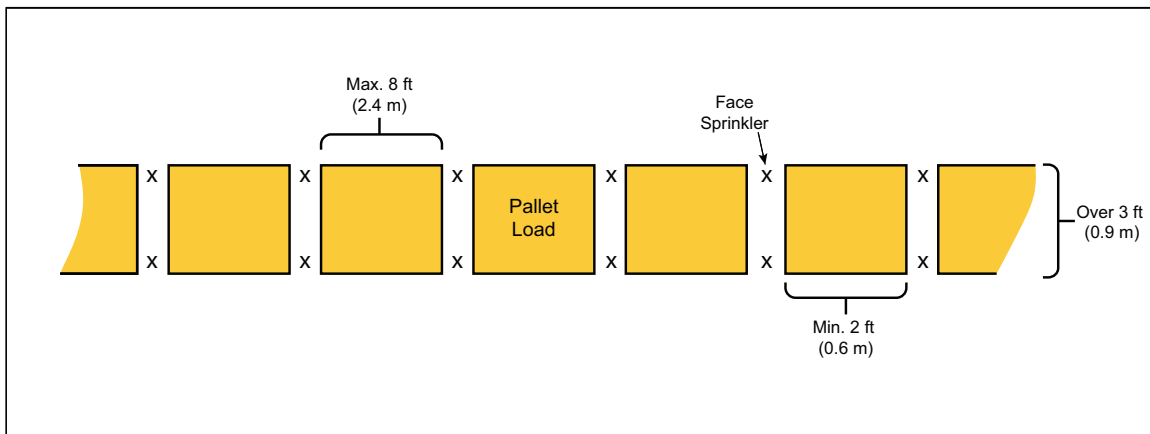 Max. 8 ft
(2.4 m)
Face
Sprinkler
x x x x x x
Pallet
Load
Over 3 ft
(0.9 m)
x x x x x x
Min. 2 ft
(0.6 m)